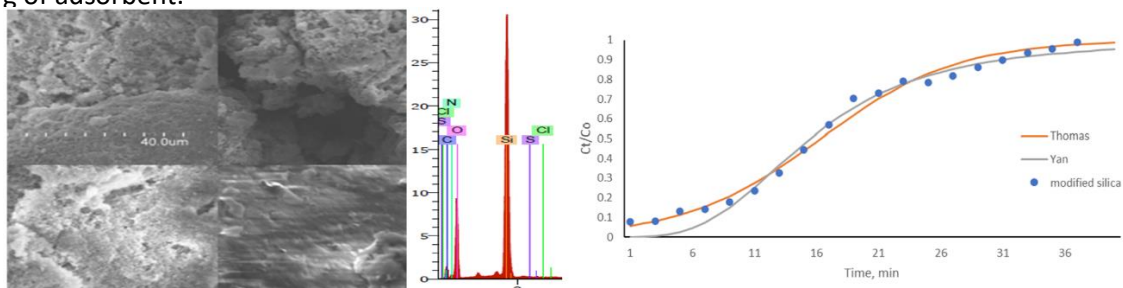 g of adsorbent.
40.0um
30
25
20
15
10
5
0
N
Cl
S
O
C
Si
S
Cl
1
0.9
0.8
0.7
0.6
0.5
0.4
0.3
0.2
0.1
0
Ct/Co
1 6 11 16 21 26 31 36
Time, min
Thomas
Yan
modified silica